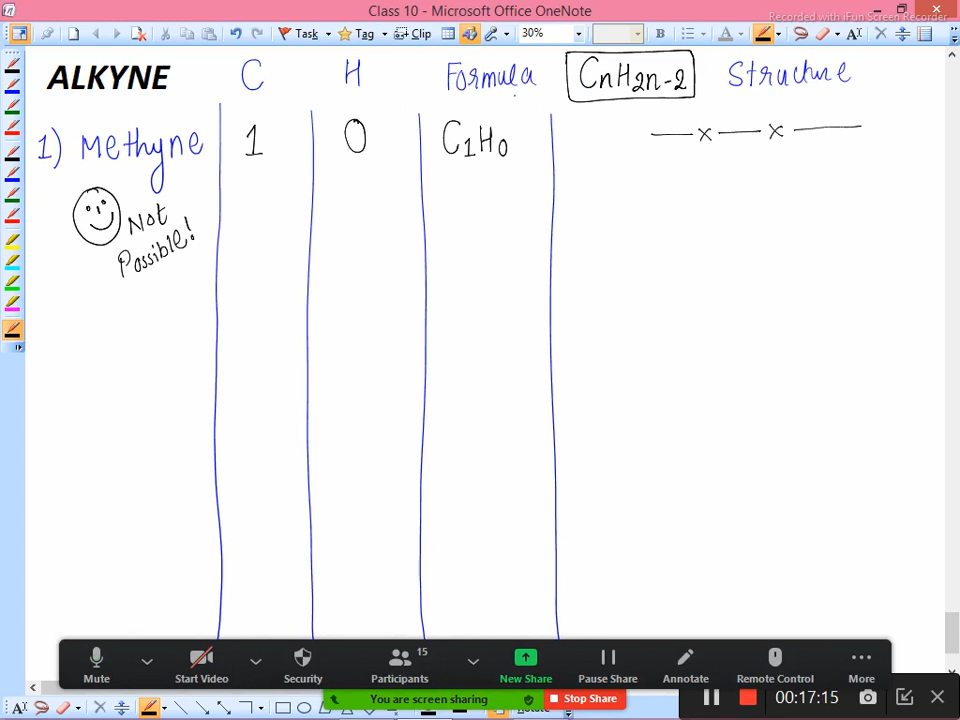 Class 10 - Microsoft Office OneNote
Recorded with iFun Screen Recorder
Task Tag Clip 30% B A
ALKYNE C H Formula CnH2n-2 Structure
1) Methyne 1 0 C1H0 —x—x—
Not
Possible!
15
Mute Start Video Security Participants New Share Pause Share Annotate Remote Control More
You are screen sharing Stop Share
00:17:15